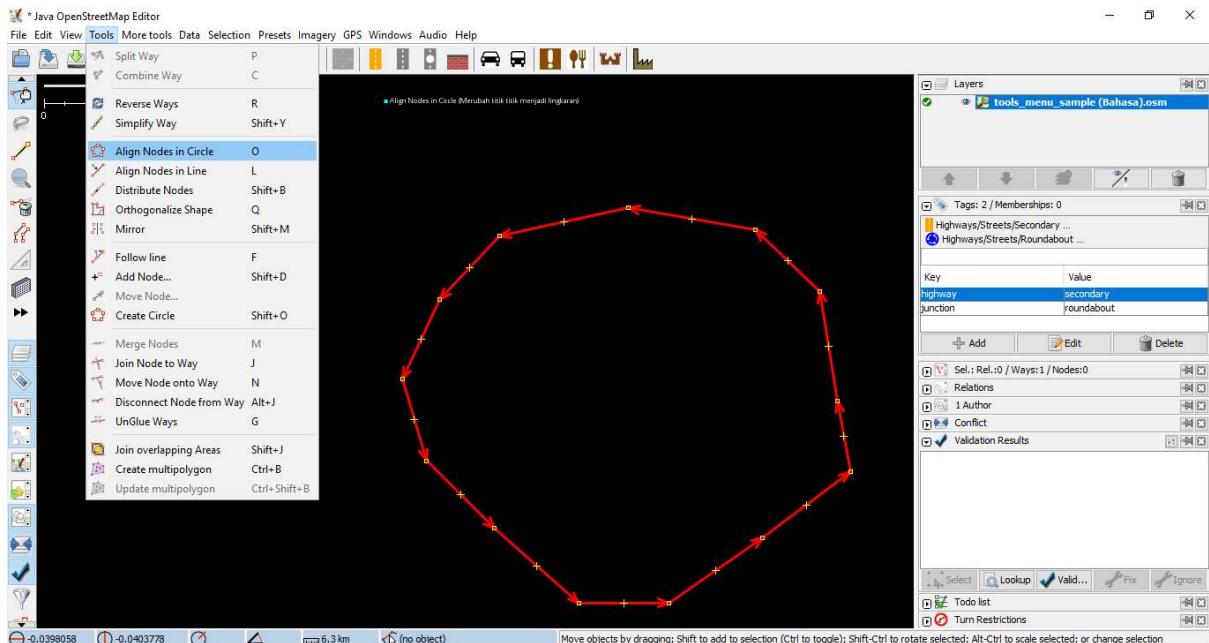 * Java OpenStreetMap Editor
File Edit View Tools More tools Data Selection Presets Imagery GPS Windows Audio Help
Split Way P
Combine Way C
Reverse Ways R
Simplify Way Shift+Y
Align Nodes in Circle O
Align Nodes in Line L
Distribute Nodes Shift+B
Orthogonalize Shape Q
Mirror Shift+M
Follow line F
Add Node... Shift+D
Move Node...
Create Circle Shift+O
Merge Nodes M
Join Node to Way J
Move Node onto Way N
Disconnect Node from Way Alt+J
UnGlue Ways G
Join overlapping Areas Shift+J
Create multipolygon Ctrl+B
Update multipolygon Ctrl+Shift+B
0
Align Nodes in Circle (Merubah titik titik menjadi lingkaran)
Layers
tools_menu_sample (Bahasa).osm
Tags: 2 / Memberships: 0
Highways/Streets/Secondary ...
Highways/Streets/Roundabout ...
Key Value
highway secondary
junction roundabout
Add Edit Delete
Sel.: Rel.:0 / Ways:1 / Nodes:0
Relations
1 Author
Conflict
Validation Results
Select Lookup Valid... Fix Ignore
Todo list
Turn Restrictions
-0.0398058 -0.0403778 6.3 km (no object) Move objects by dragging; Shift to add to selection (Ctrl to toggle); Shift-Ctrl to rotate selected; Alt-Ctrl to scale selected; or change selection